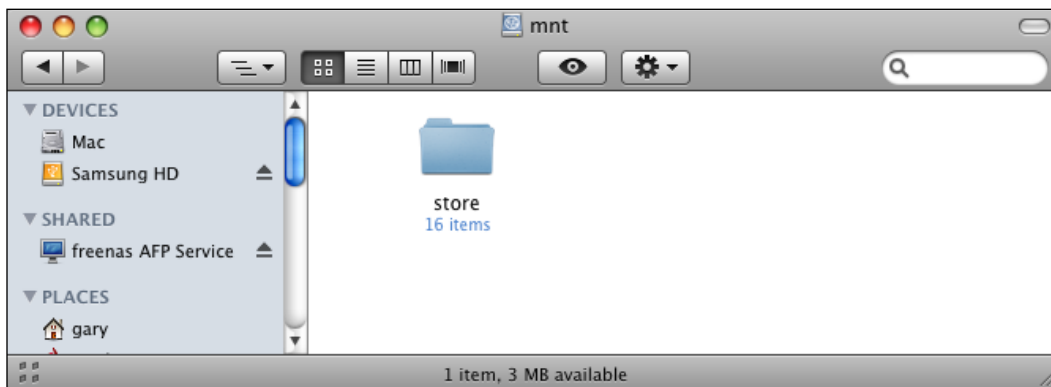 mnt
DEVICES
Mac
Samsung HD
SHARED
freenas AFP Service
PLACES
gary
store
16 items
1 item, 3 MB available